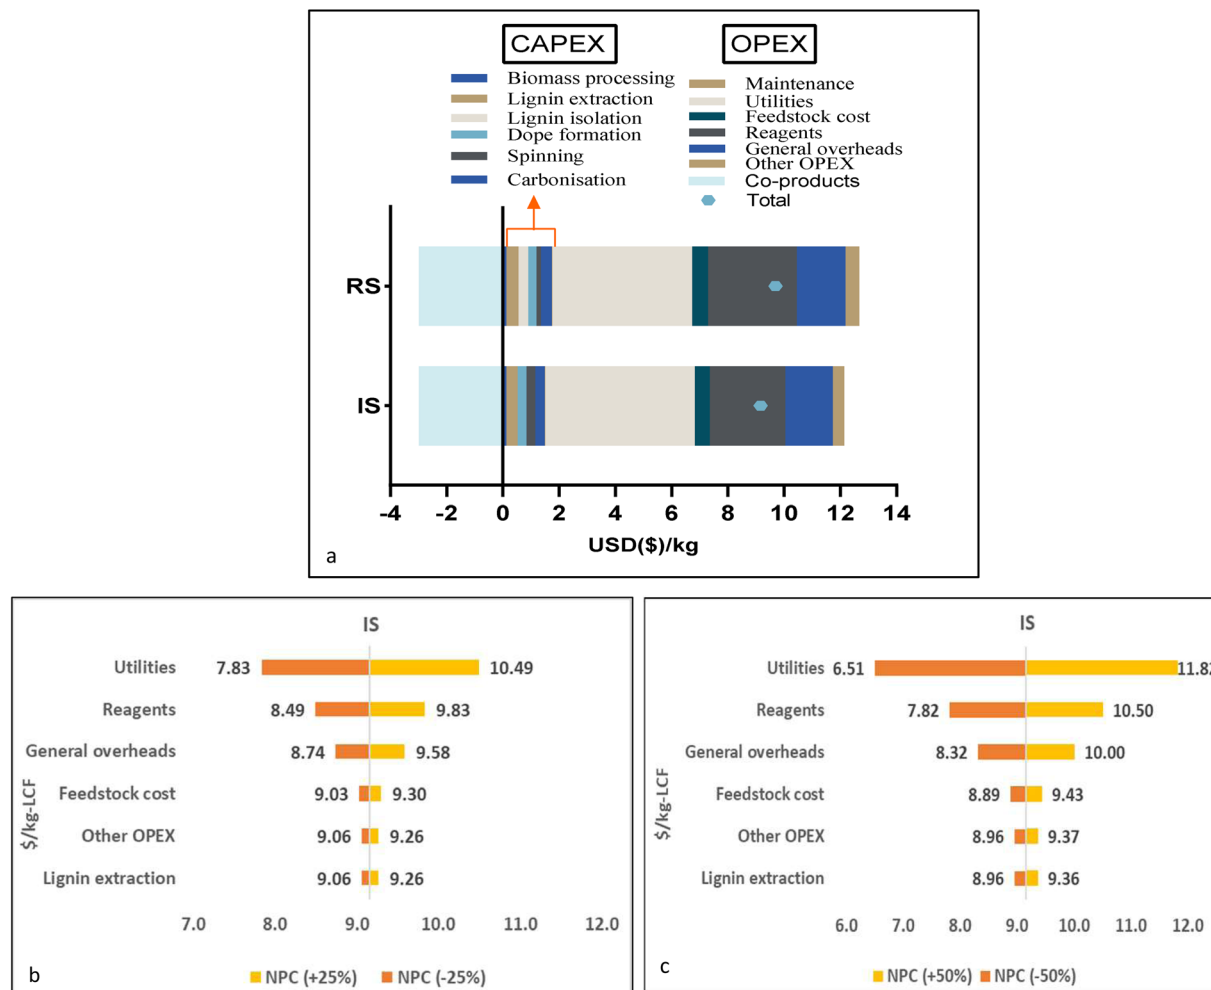 CAPEX
OPEX
Biomass processing
Lignin extraction
Lignin isolation
Dope formation
Spinning
Carbonisation
Maintenance
Utilities
Feedstock cost
Reagents
General overheads
Other OPEX
Co-products
Total
RS
IS
-4 -2 0 2 4 6 8 10 12 14
USD($)/kg
a
IS
Utilities 7.83 10.49
Reagents 8.49 9.83
General overheads 8.74 9.58
Feedstock cost 9.03 9.30
Other OPEX 9.06 9.26
Lignin extraction 9.06 9.26
$/kg-LCF
7.0 8.0 9.0 10.0 11.0 12.0
NPC (+25%) NPC (-25%)
b
IS
Utilities 6.51
Reagents 7.82 10.50
General overheads 8.32 10.00
Feedstock cost 8.89 9.43
Other OPEX 8.96 9.37
Lignin extraction 8.96 9.36
$/kg-LCF
6.0 7.0 8.0 9.0 10.0 11.0 12.0
NPC (+50%) NPC (-50%)
c